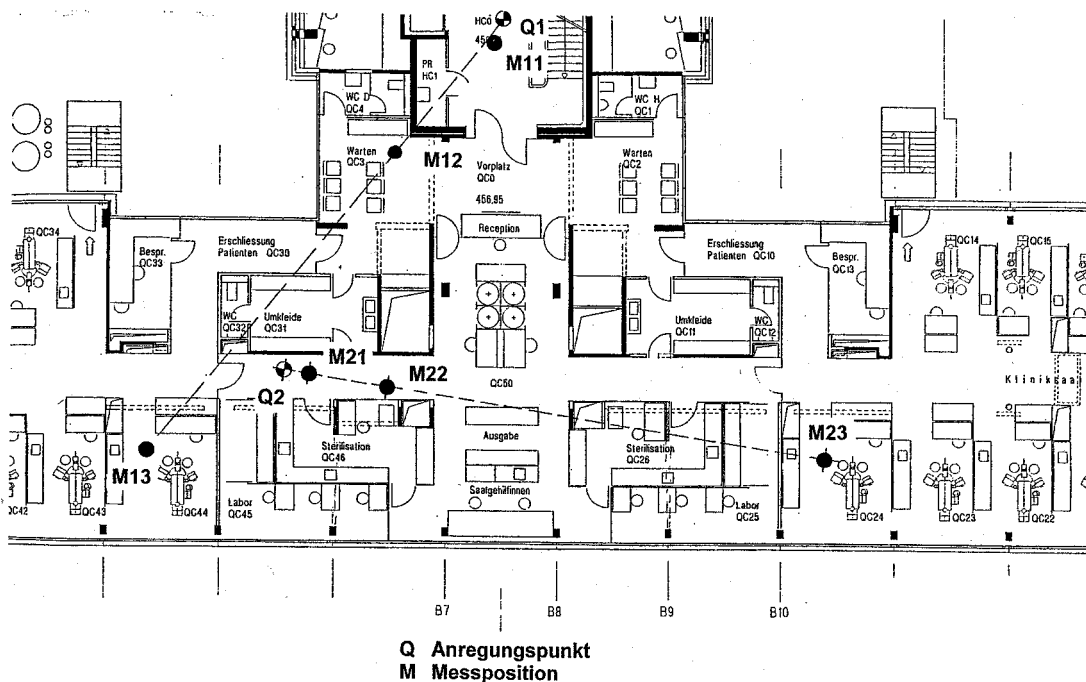 HC0
Q1
M11
PR
HC1
WC D
QC4
WC H
QC1
Warten
QC3
M12
Vorplatz
QC0
Warten
QC2
456,95
Reception
QC34
Bespr.
QC33
Erschliessung
Patienten QC30
Erschliessung
Patienten QC10
Bespr.
QC13
QC14
QC15
WC
QC32
Umkleide
QC31
Umkleide
QC11
WC
QC12
M21
M22
Q2
QC50
Kliniksaal
M23
M13
Sterilisation
QC46
Ausgabe
Sterilisation
QC26
Saalgehilfinnen
Labor
QC45
Labor
QC25
QC42
QC43
QC44
QC24
QC23
QC22
B7
B8
B9
B10
Q Anregungspunkt
M Messposition